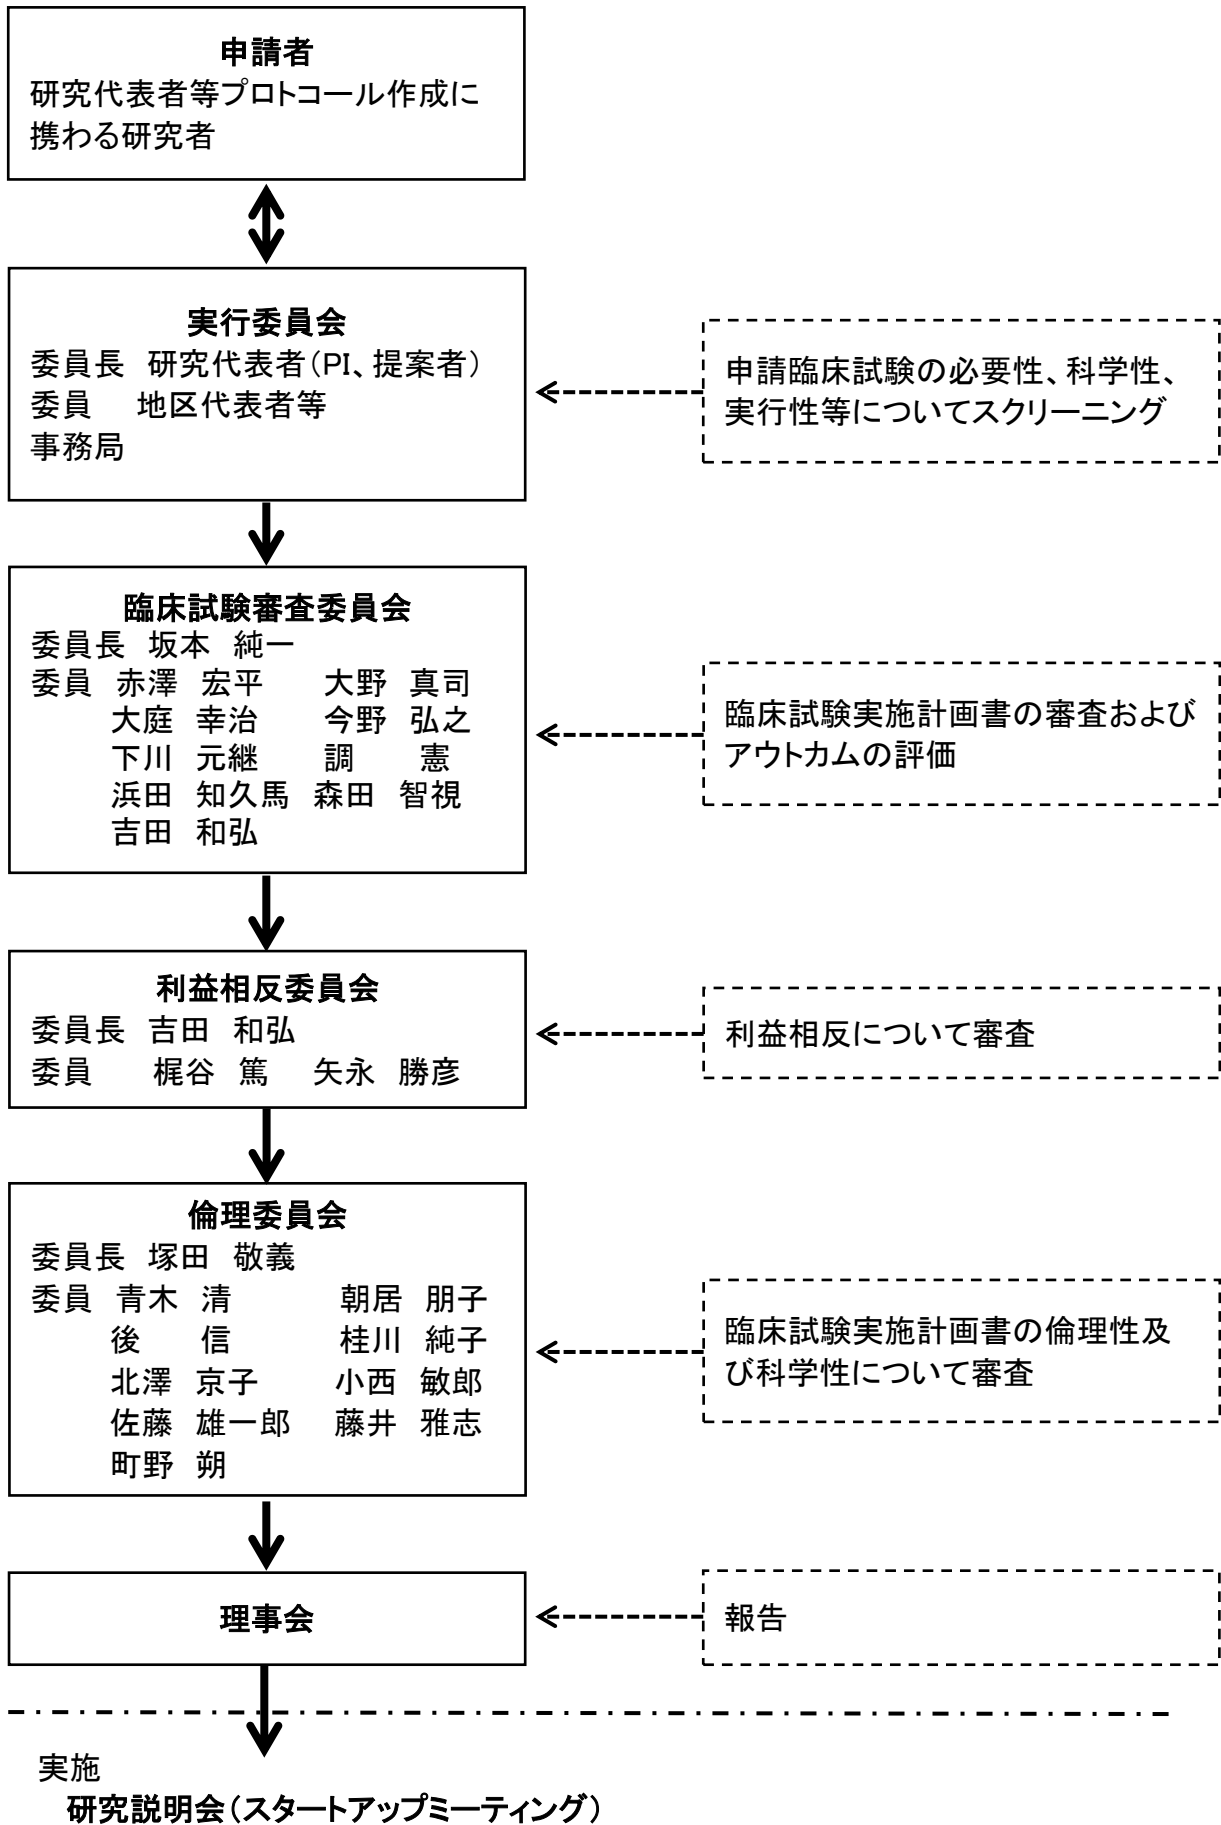 申請者
研究代表者等プロトコール作成に
携わる研究者
実行委員会
委員長 研究代表者（PI、提案者）
委員 地区代表者等
事務局
申請臨床試験の必要性、科学性、
実行性等についてスクリーニング
臨床試験審査委員会
委員長 坂本 純一
委員 赤澤 宏平 大野 真司
大庭 幸治 今野 弘之
下川 元継 調 憲
浜田 知久馬 森田 智視
吉田 和弘
臨床試験実施計画書の審査および
アウトカムの評価
利益相反委員会
委員長 吉田 和弘
委員 梶谷 篤 矢永 勝彦
利益相反について審査
倫理委員会
委員長 塚田 敬義
委員 青木 清 朝居 朋子
後 信 桂川 純子
北澤 京子 小西 敏郎
佐藤 雄一郎 藤井 雅志
町野 朔
臨床試験実施計画書の倫理性及
び科学性について審査
理事会
報告
実施
研究説明会（スタートアップミーティング）